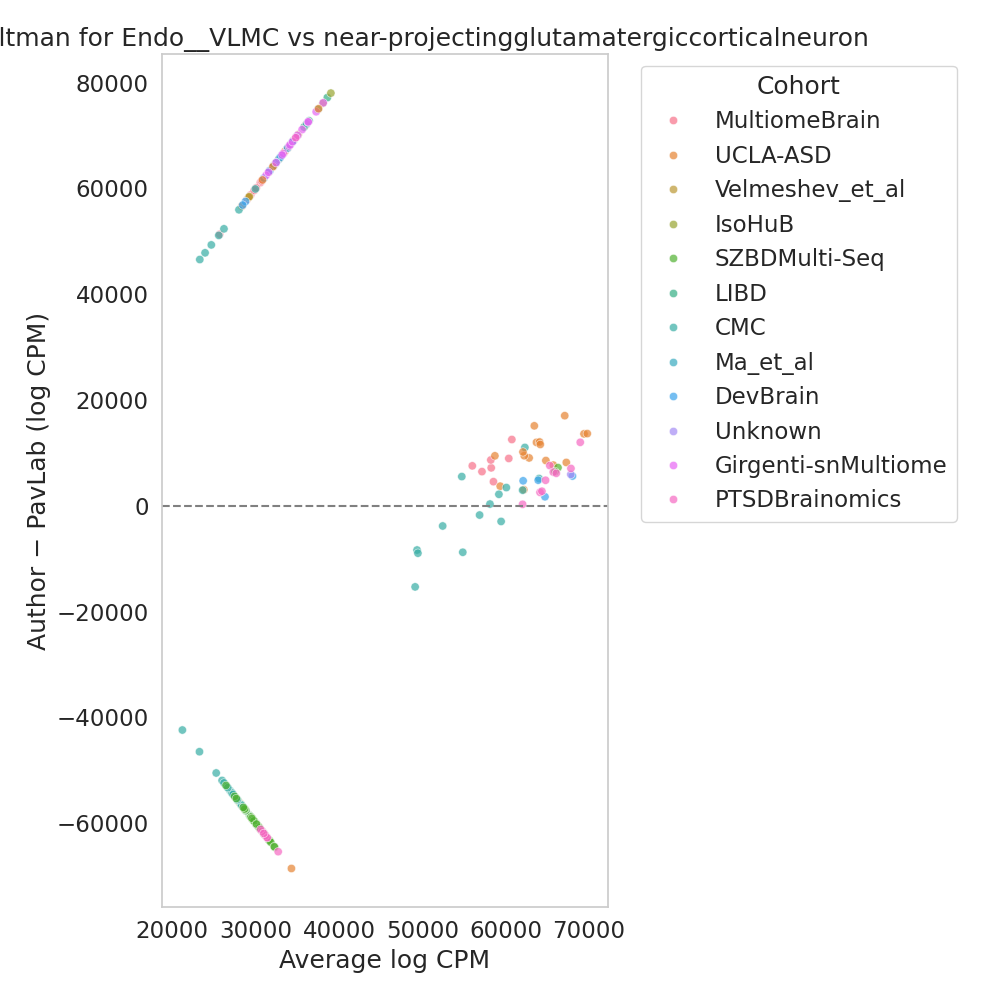 ltman for Endo__VLMC vs near-projectingglutamatergiccorticalneuron
Cohort
MultiomeBrain
UCLA-ASD
Velmeshev_et_al
IsoHuB
SZBDMulti-Seq
LIBD
CMC
Ma_et_al
DevBrain
Unknown
Girgenti-snMultiome
PTSDBrainomics
Author − PavLab (log CPM)
80000
60000
40000
20000
0
−20000
−40000
−60000
20000 30000 40000 50000 60000 70000
Average log CPM